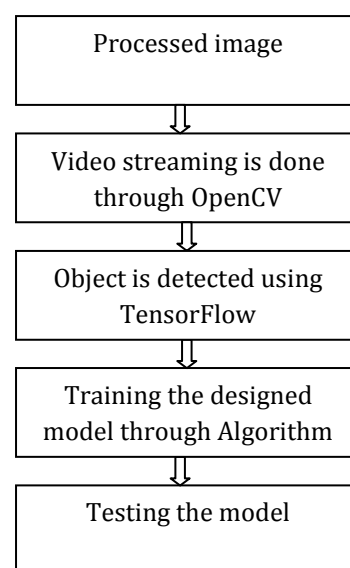 Processed image
Video streaming is done
through OpenCV
Object is detected using
TensorFlow
Training the designed
model through Algorithm
Testing the model